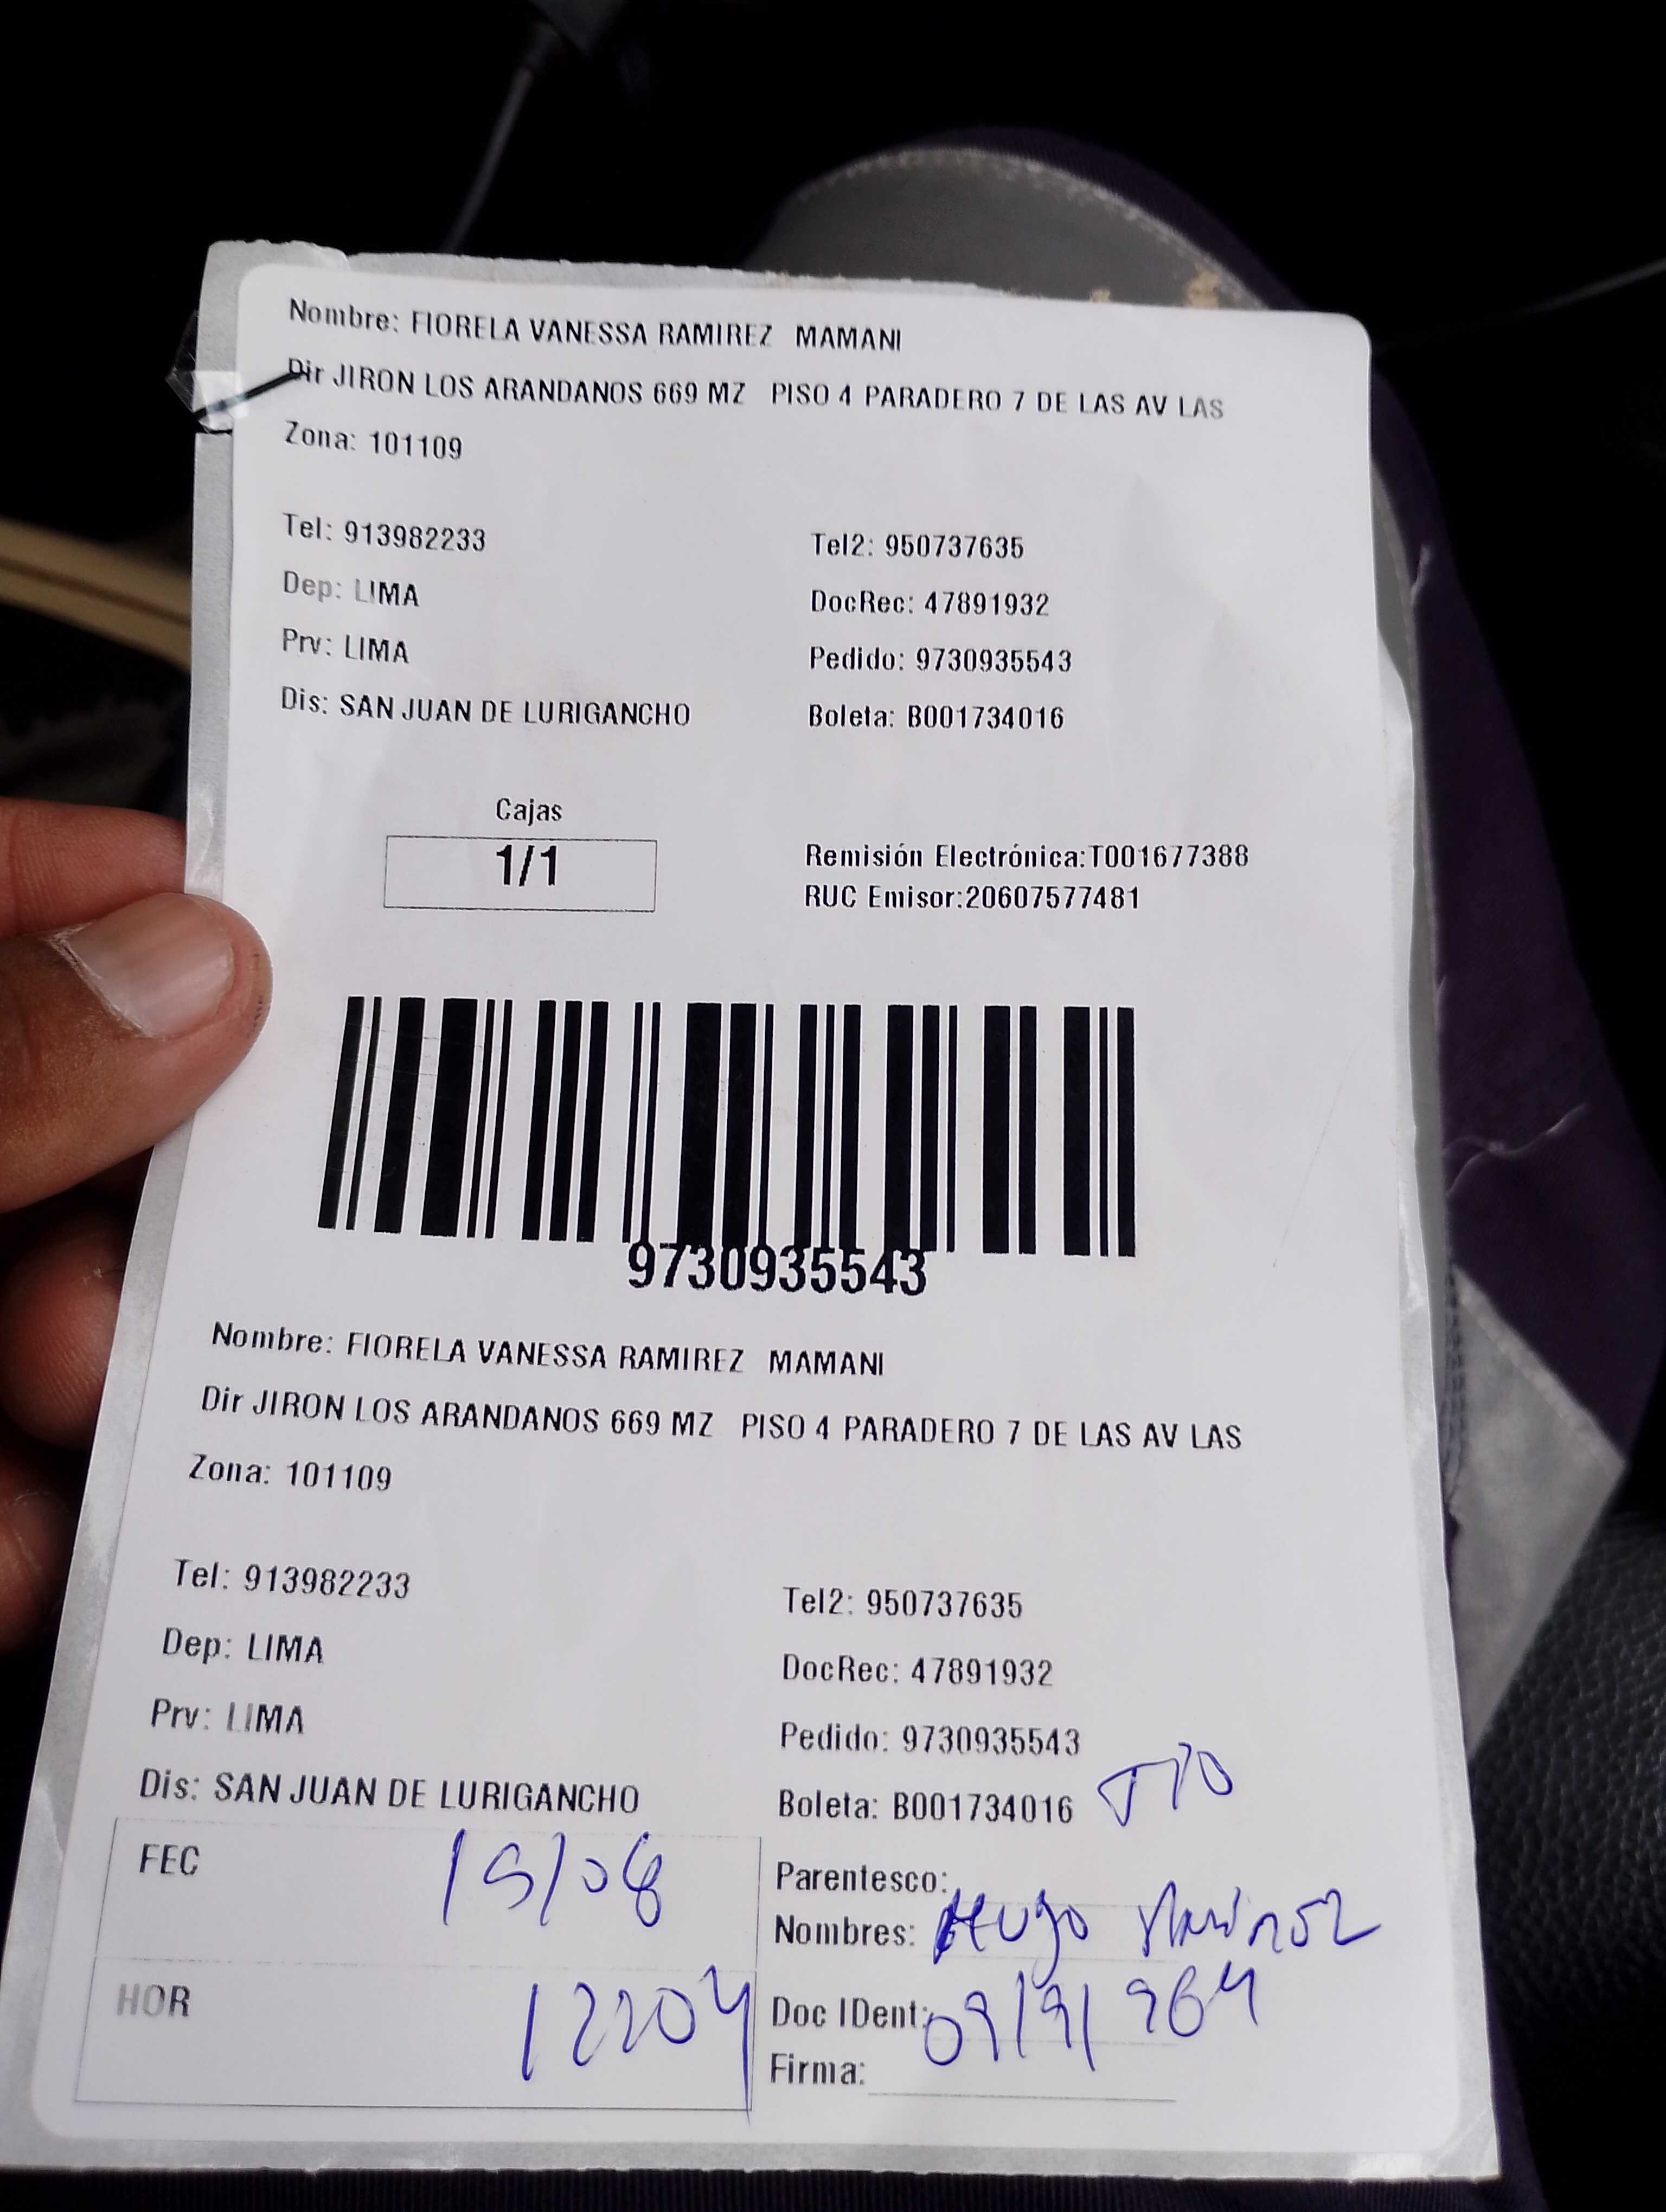 Nombre: FIORELA VANESSA RAMIREZ MAMANI
Dir JIRON LOS ARANDANOS 669 MZ PISO 4 PARADERO 7 DE LAS AV LAS
Zona: 101109
Tel: 913982233 Tel2: 950737635
Dep: LIMA DocRec: 47891932
Prv: LIMA Pedido: 9730935543
Dis: SAN JUAN DE LURIGANCHO Boleta: B001734016
Cajas
1/1
Remisión Electrónica:T001677388
RUC Emisor:20607577481
9730935543
Nombre: FIORELA VANESSA RAMIREZ MAMANI
Dir JIRON LOS ARANDANOS 669 MZ PISO 4 PARADERO 7 DE LAS AV LAS
Zona: 101109
Tel: 913982233 Tel2: 950737635
Dep: LIMA DocRec: 47891932
Prv: LIMA Pedido: 9730935543
Dis: SAN JUAN DE LURIGANCHO Boleta: B001734016
TIO
FEC 15/08 Parentesco:
Nombres: Hugo
HOR Doc IDent:
Firma: